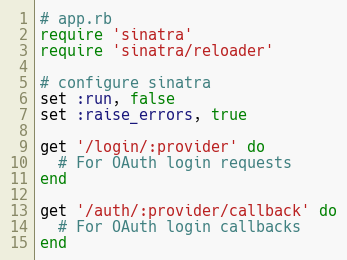 1 # app.rb
2 require 'sinatra'
3 require 'sinatra/reloader'
4
5 # configure sinatra
6 set :run, false
7 set :raise_errors, true
8
9 get '/login/:provider' do
10   # For OAuth login requests
11 end
12
13 get '/auth/:provider/callback' do
14   # For OAuth login callbacks
15 end